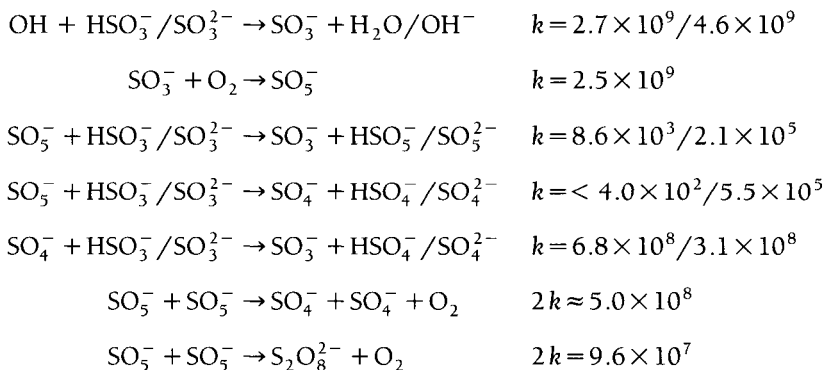 OH + HSO₃⁻/SO₃²⁻ → SO₃⁻ + H₂O/OH⁻ k = 2.7 × 10⁹/4.6 × 10⁹
SO₃⁻ + O₂ → SO₅⁻ k = 2.5 × 10⁹
SO₅⁻ + HSO₃⁻/SO₃²⁻ → SO₃⁻ + HSO₅⁻/SO₅²⁻ k = 8.6 × 10³/2.1 × 10⁵
SO₅⁻ + HSO₃⁻/SO₃²⁻ → SO₄⁻ + HSO₄⁻/SO₄²⁻ k = < 4.0 × 10²/5.5 × 10⁵
SO₄⁻ + HSO₃⁻/SO₃²⁻ → SO₃⁻ + HSO₄⁻/SO₄²⁻ k = 6.8 × 10⁸/3.1 × 10⁸
SO₅⁻ + SO₅⁻ → SO₄⁻ + SO₄⁻ + O₂ 2k ≈ 5.0 × 10⁸
SO₅⁻ + SO₅⁻ → S₂O₈²⁻ + O₂ 2k = 9.6 × 10⁷